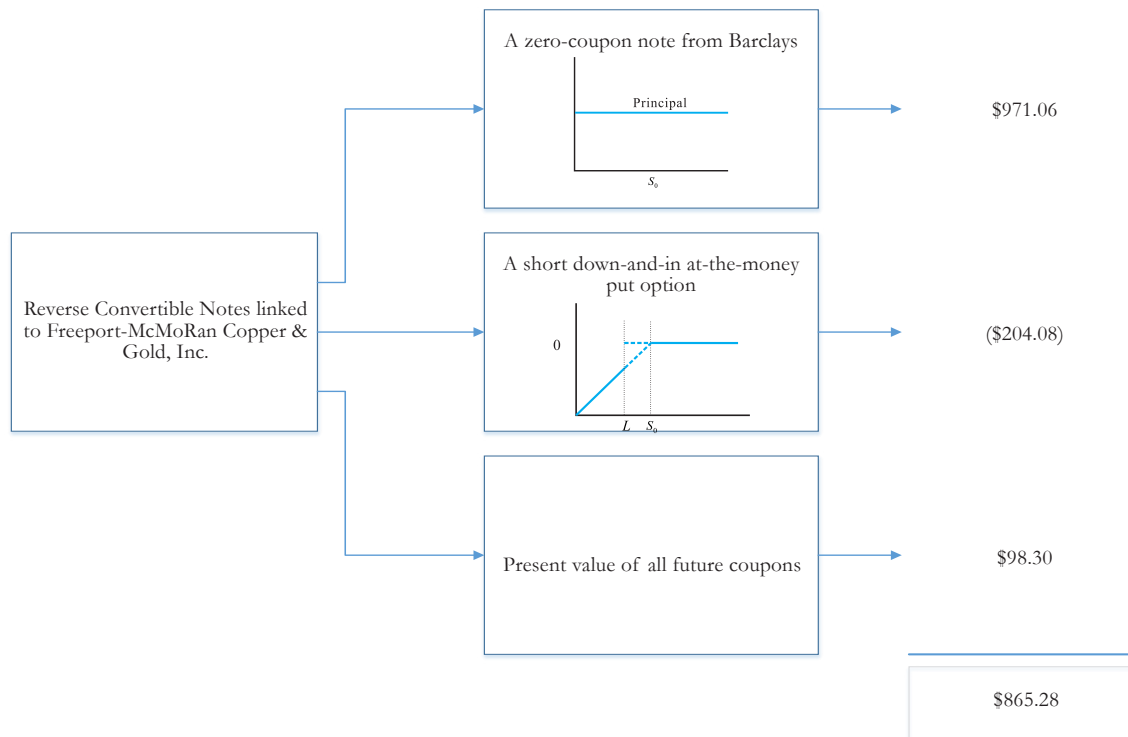 A zero-coupon note from Barclays
Principal
S₀
$971.06
Reverse Convertible Notes linked
to Freeport-McMoRan Copper &
Gold, Inc.
A short down-and-in at-the-money
put option
0
L S₀
($204.08)
Present value of all future coupons
$98.30
$865.28